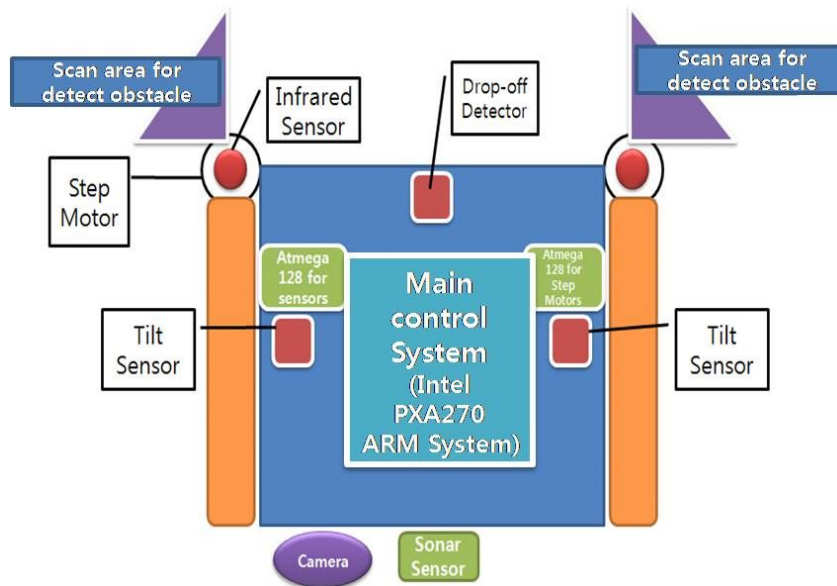 Scan area for
detect obstacle
Scan area for
detect obstacle
Infrared
Sensor
Drop-off
Detector
Step
Motor
Atmega
128 for
sensors
Atmega
128 for
Step
Motors
Main
control
System
(Intel
PXA270
ARM System)
Tilt
Sensor
Tilt
Sensor
Camera
Sonar
Sensor